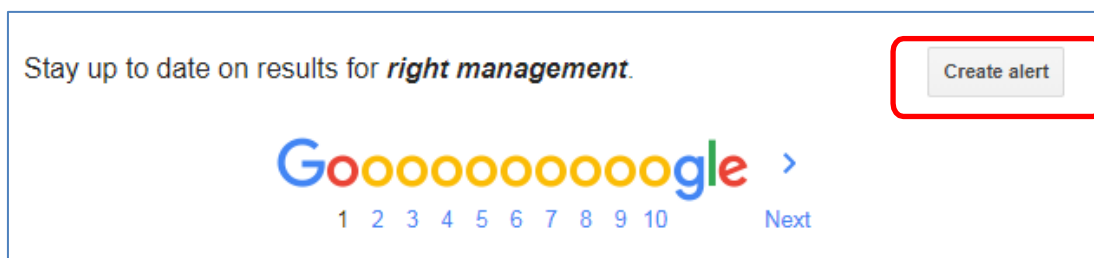 Stay up to date on results for right management.
Create alert
Goooooooooogle >
1 2 3 4 5 6 7 8 9 10 Next